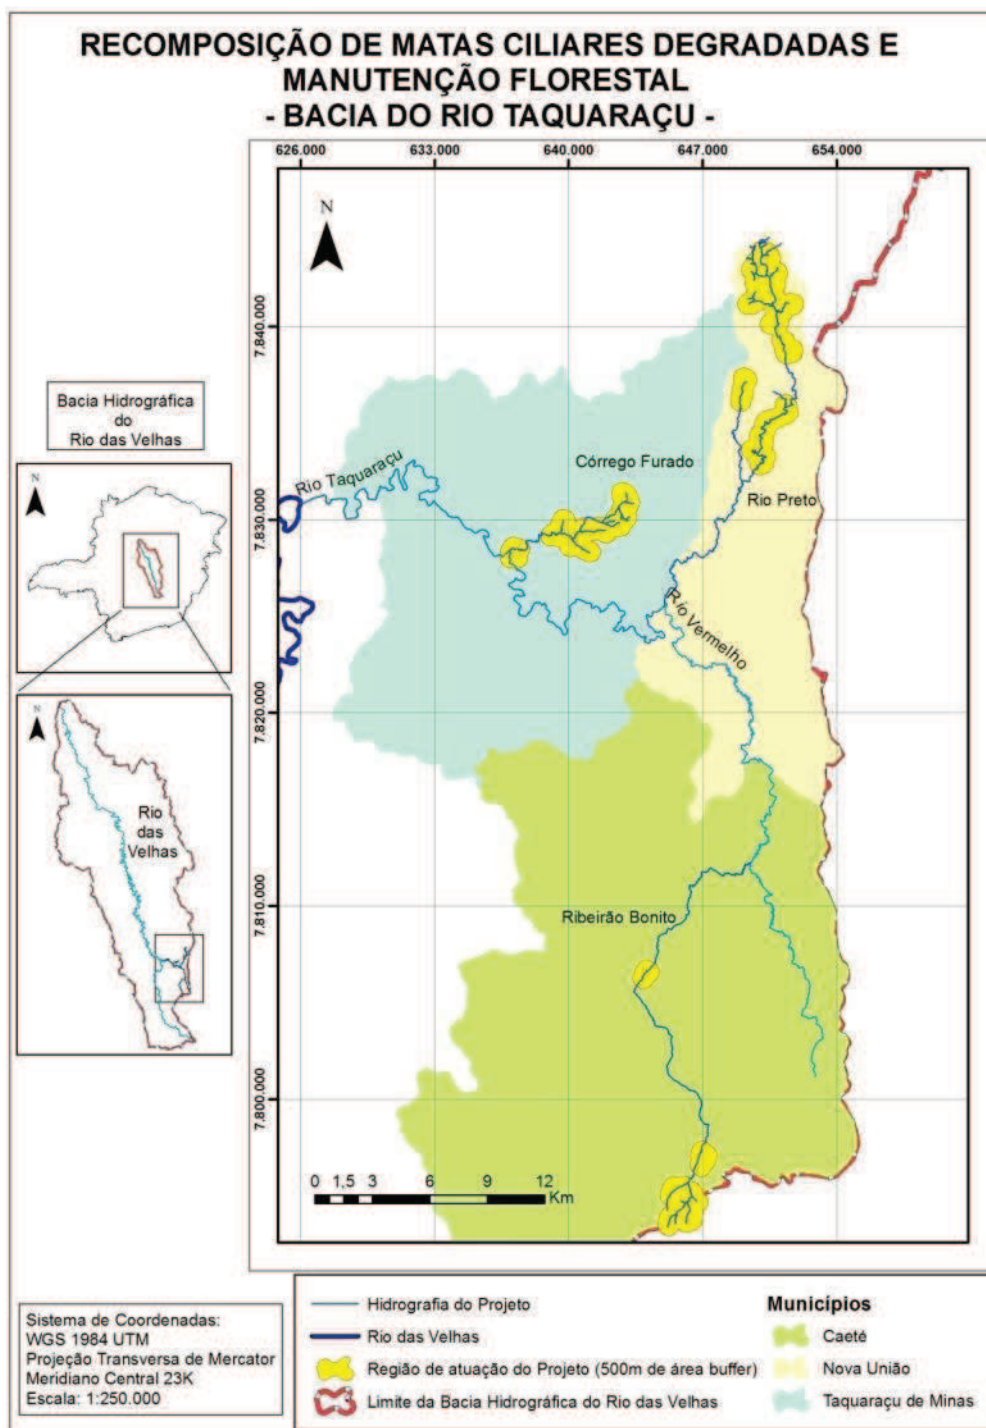 RECOMPOSIÇÃO DE MATAS CILIARES DEGRADADAS E
MANUTENÇÃO FLORESTAL
- BACIA DO RIO TAQUARAÇU -
626.000 633.000 640.000 647.000 654.000
N
7.840.000
7.830.000
7.820.000
7.810.000
7.800.000
Córrego Furado
Rio Taquaraçu
Rio Preto
Rio Vermelho
Ribeirão Bonito
0 1,5 3 6 9 12
Km
Bacia Hidrográfica
do
Rio das Velhas
N
N
Rio
das
Velhas
Sistema de Coordenadas:
WGS 1984 UTM
Projeção Transversa de Mercator
Meridiano Central 23K
Escala: 1:250.000
Hidrografia do Projeto
Rio das Velhas
Região de atuação do Projeto (500m de área buffer)
Limite da Bacia Hidrográfica do Rio das Velhas
Municípios
Caeté
Nova União
Taquaraçu de Minas